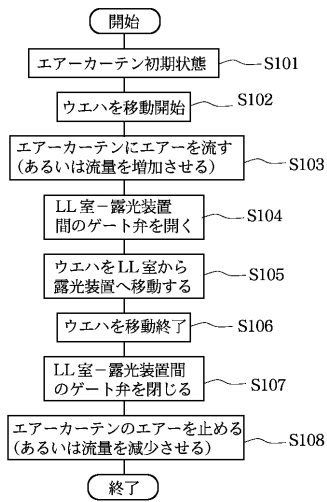 開始
エアーカーテン初期状態
S101
ウエハを移動開始
S102
エアーカーテンにエアーを流す
（あるいは流量を増加させる）
S103
LL室－露光装置
間のゲート弁を開く
S104
ウエハをLL室から
露光装置へ移動する
S105
ウエハを移動終了
S106
LL室－露光装置間
のゲート弁を閉じる
S107
エアーカーテンのエアーを止める
（あるいは流量を減少させる）
S108
終了